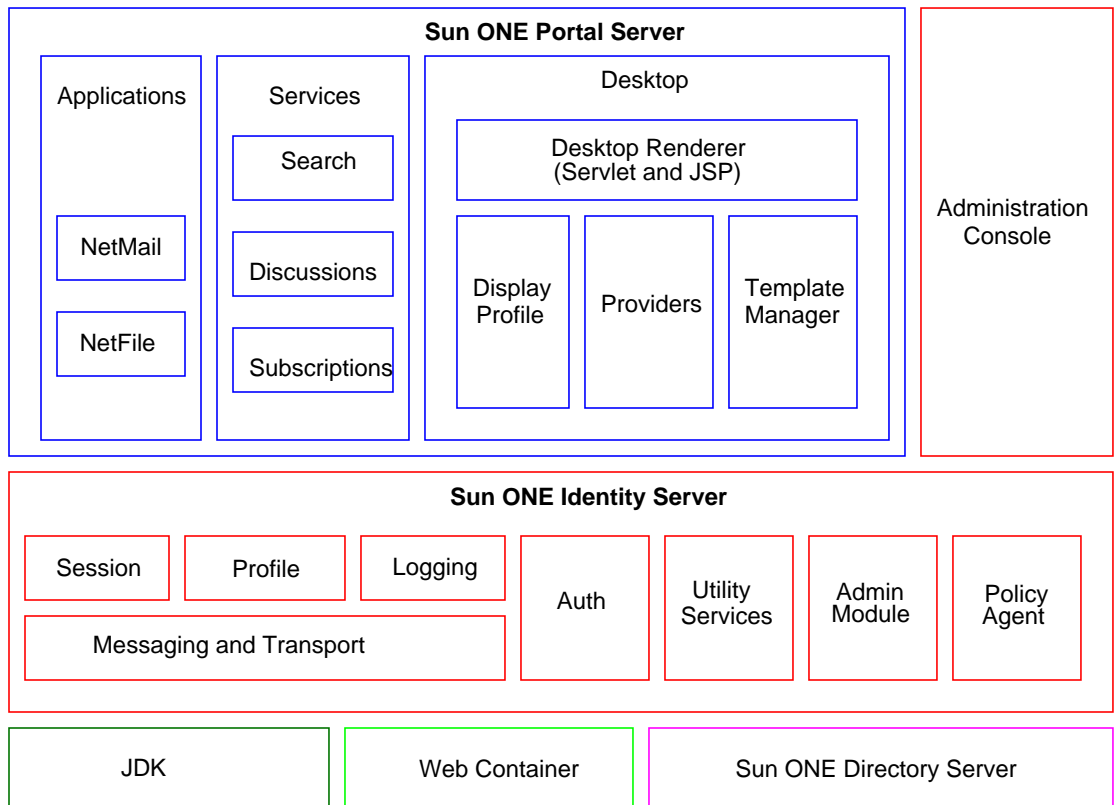 Sun ONE Portal Server
Applications
NetMail
NetFile
Services
Search
Discussions
Subscriptions
Desktop
Desktop Renderer
(Servlet and JSP)
Display
Profile
Providers
Template
Manager
Administration
Console
Sun ONE Identity Server
Session
Profile
Logging
Messaging and Transport
Auth
Utility
Services
Admin
Module
Policy
Agent
JDK
Web Container
Sun ONE Directory Server